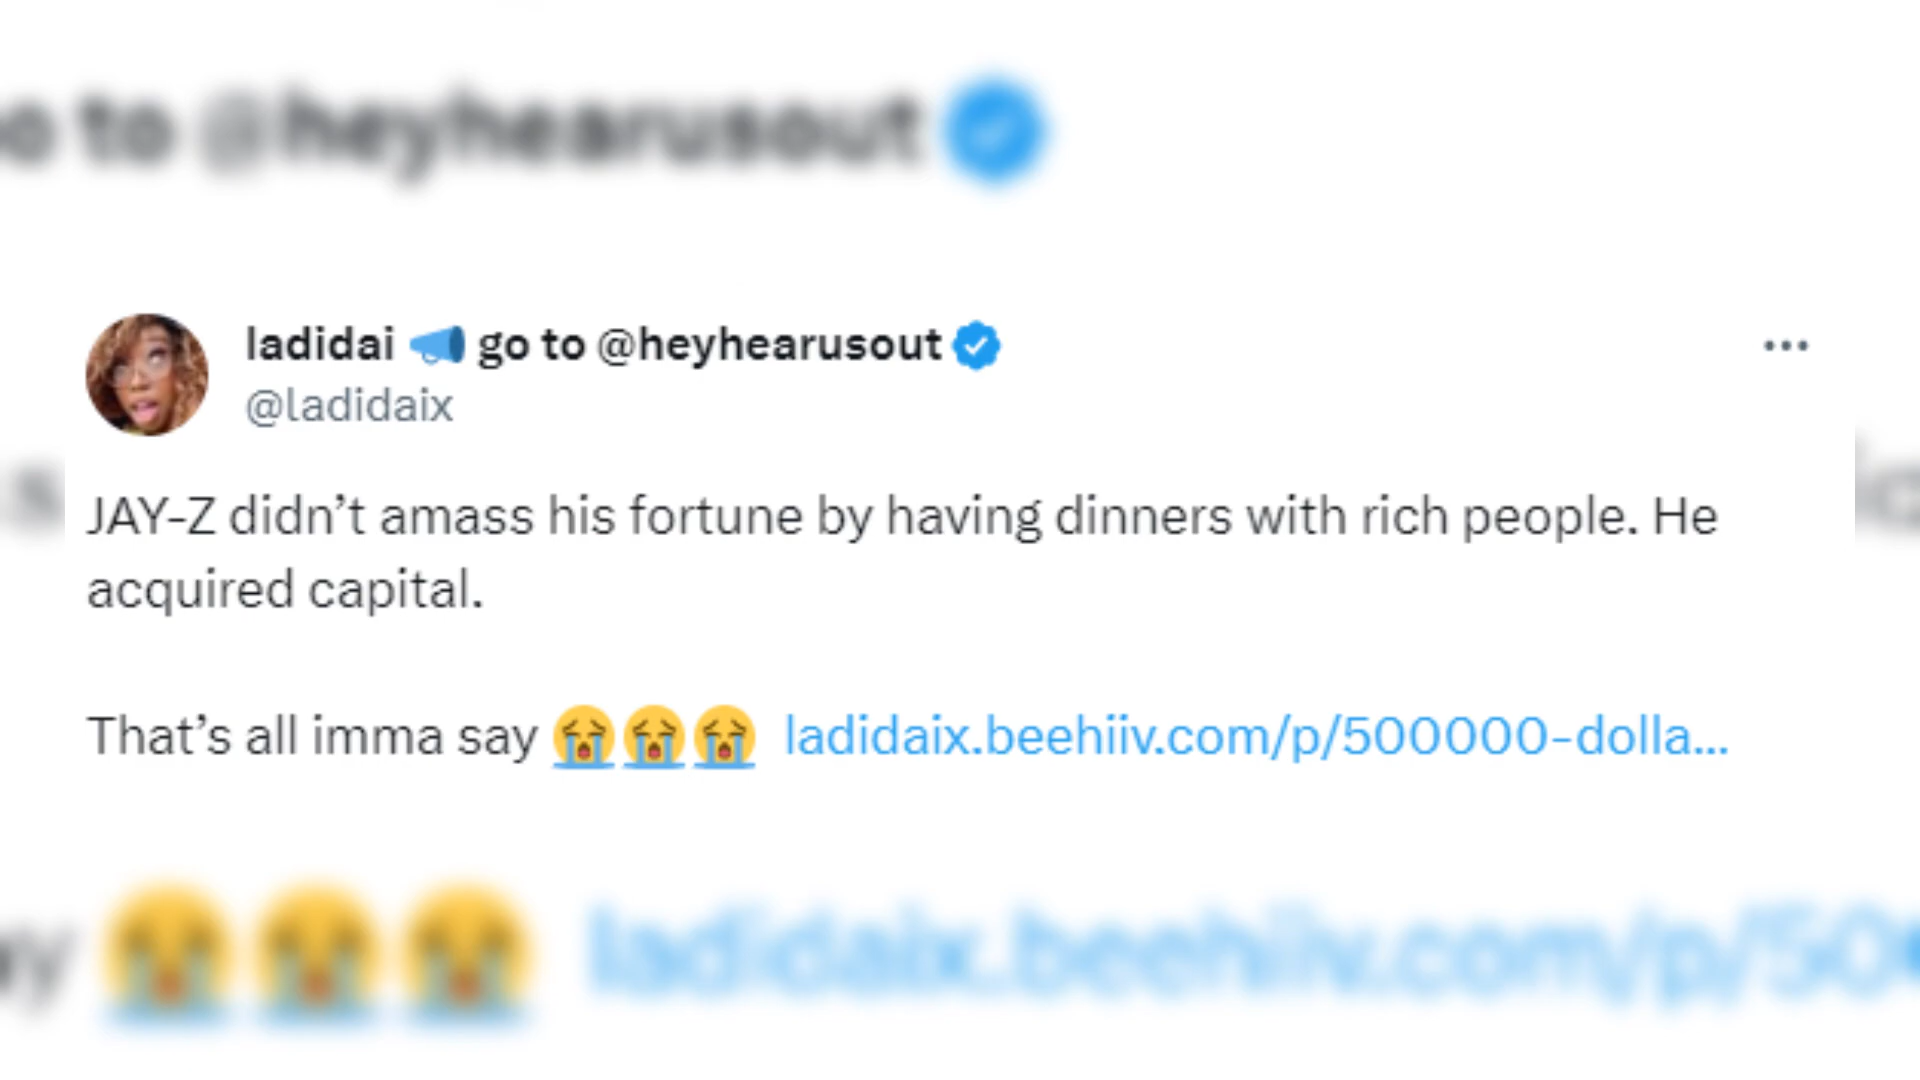 o to @heyhearusout
ladidai 📣 go to @heyhearusout
@ladidaix
JAY-Z didn’t amass his fortune by having dinners with rich people. He
acquired capital.
That’s all imma say 😭😭😭 ladidaix.beehiiv.com/p/500000-dolla...
ay 😭😭😭 ladidaix.beehiiv.com/p/50